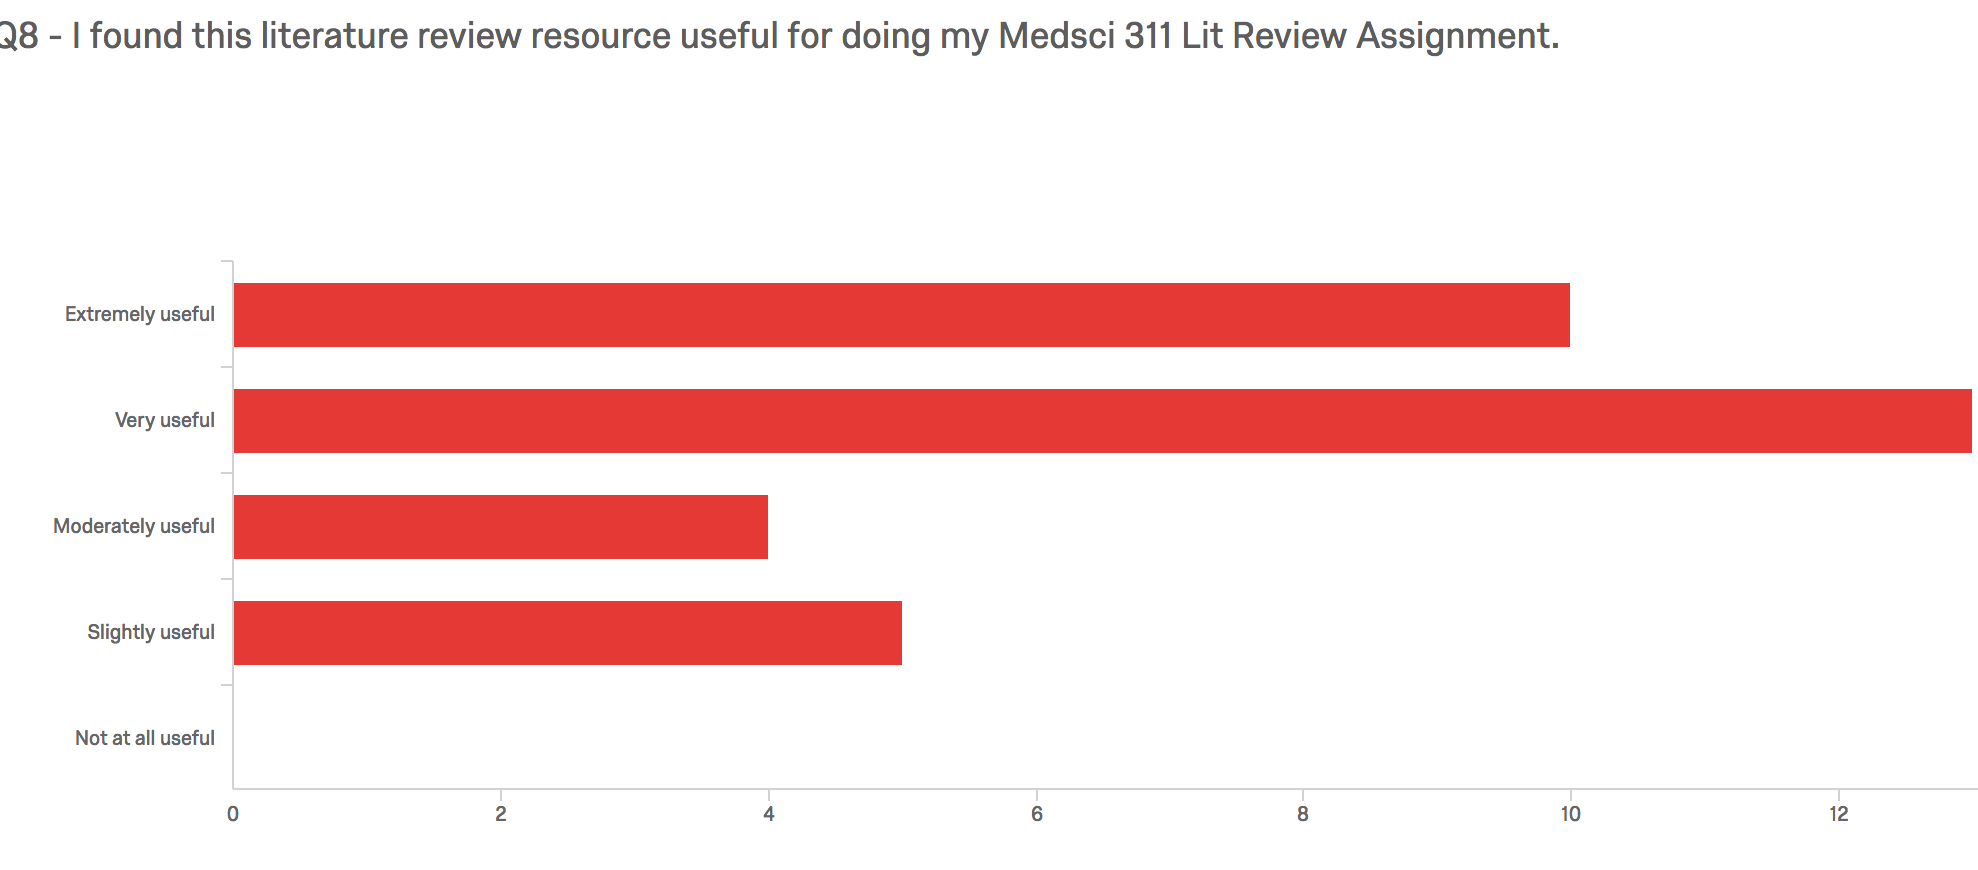 Q8 - I found this literature review resource useful for doing my Medsci 311 Lit Review Assignment.
Extremely useful
Very useful
Moderately useful
Slightly useful
Not at all useful
0 2 4 6 8 10 12